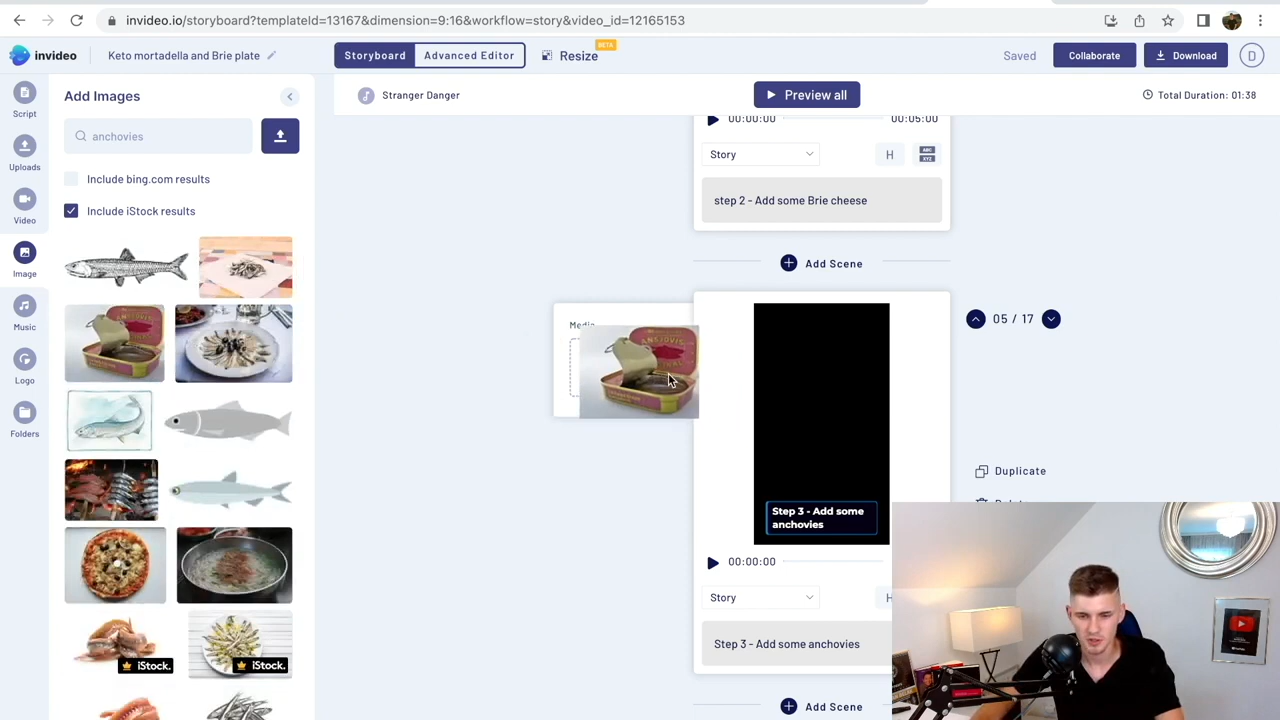 invideo.io/storyboard?templateId=13167&dimension=9:16&workflow=story&video_id=12165153
invideo
Keto mortadella and Brie plate
Storyboard
Advanced Editor
Resize
BETA
Saved
Collaborate
Download
D
Script
Uploads
Video
Image
Music
Logo
Folders
Add Images
anchovies
Include bing.com results
Include iStock results
iStock.
iStock.
Stranger Danger
Preview all
Total Duration: 01:38
00:00:00
00:05:00
Story
H
ABC
XYZ
step 2 - Add some Brie cheese
Add Scene
Media
05 / 17
Duplicate
Step 3 - Add some
anchovies
00:00:00
Story
H
Step 3 - Add some anchovies
Add Scene